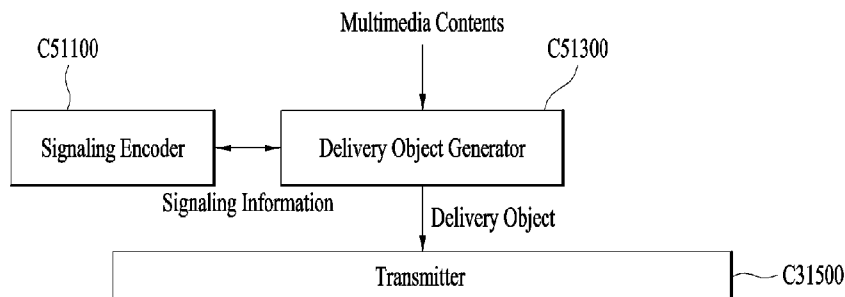 Multimedia Contents
C51100
C51300
Signaling Encoder
Delivery Object Generator
Signaling Information
Delivery Object
Transmitter
C31500